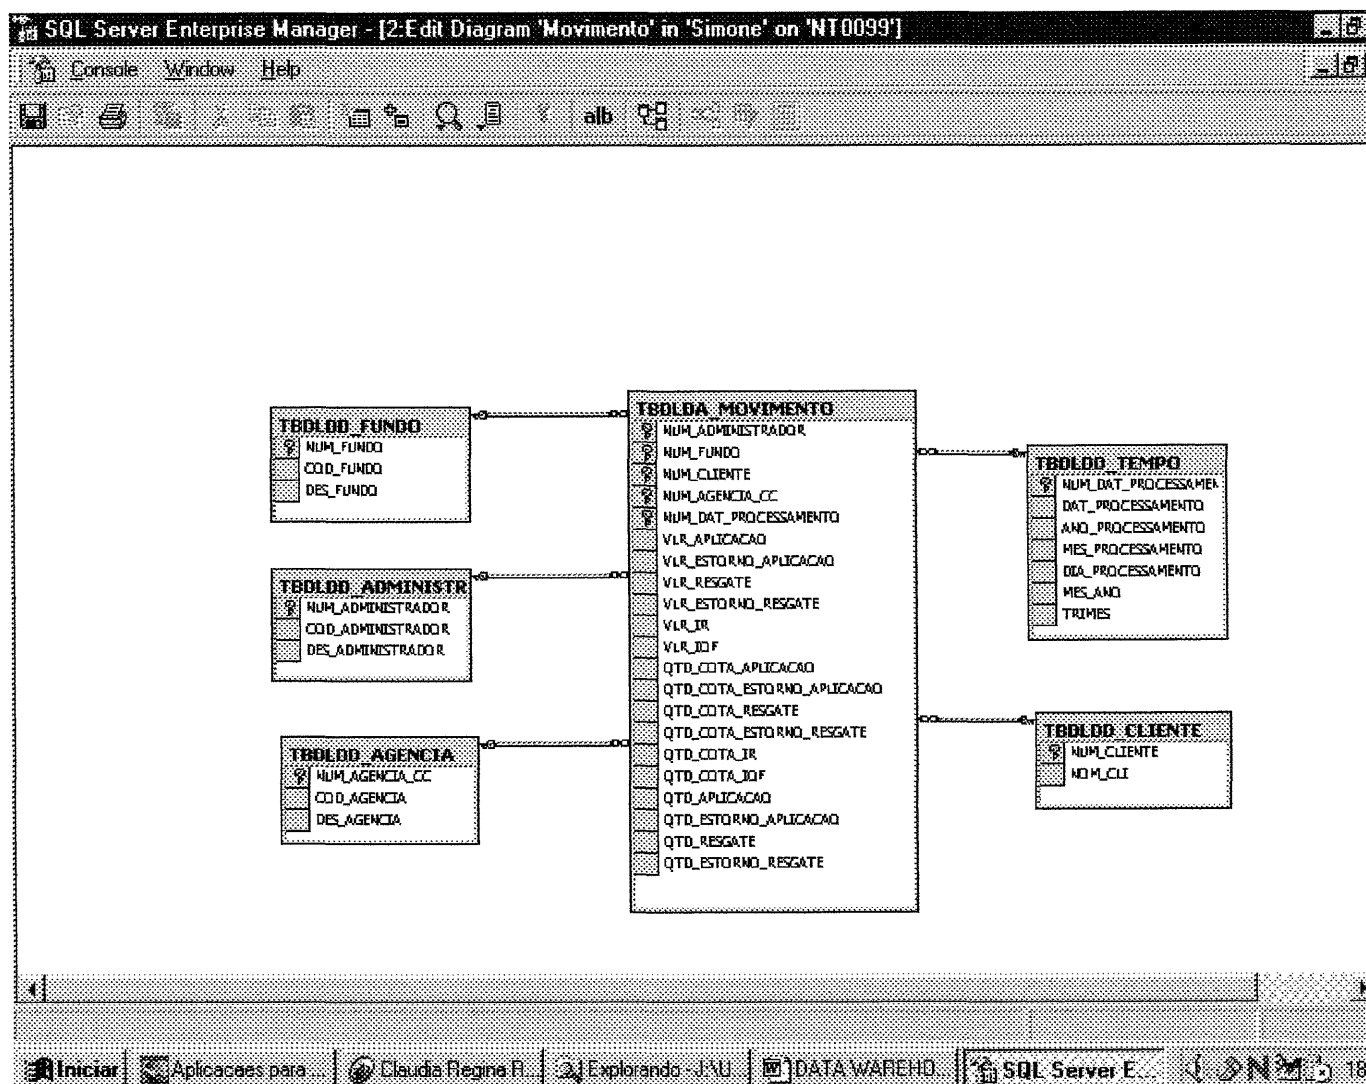 SQL Server Enterprise Manager - [2:Edit Diagram 'Movimento' in 'Simone' on 'NT0099']
Console Window Help
alb
TBDLDD_FUNDO
NUM_FUNDO
COD_FUNDO
DES_FUNDO
TBDLDD_ADMINISTR
NUM_ADMINISTRADOR
COD_ADMINISTRADOR
DES_ADMINISTRADOR
TBDLDD_AGENCIA
NUM_AGENCIA_CC
COD_AGENCIA
DES_AGENCIA
TBDLDA_MOVIMENTO
NUM_ADMINISTRADOR
NUM_FUNDO
NUM_CLIENTE
NUM_AGENCIA_CC
NUM_DAT_PROCESSAMENTO
VLR_APLICACAO
VLR_ESTORNO_APLICACAO
VLR_RESGATE
VLR_ESTORNO_RESGATE
VLR_IR
VLR_IOF
QTD_COTA_APLICACAO
QTD_COTA_ESTORNO_APLICACAO
QTD_COTA_RESGATE
QTD_COTA_ESTORNO_RESGATE
QTD_COTA_IR
QTD_COTA_IOF
QTD_APLICACAO
QTD_ESTORNO_APLICACAO
QTD_RESGATE
QTD_ESTORNO_RESGATE
TBDLDD_TEMPO
NUM_DAT_PROCESSAMEN
DAT_PROCESSAMENTO
ANO_PROCESSAMENTO
MES_PROCESSAMENTO
DIA_PROCESSAMENTO
MES_ANO
TRIMES
TBDLDD_CLIENTE
NUM_CLIENTE
NOM_CLI
Iniciar Aplicacaes para ... Claudia Regina R... Explorando - J:\U... DATA WAREHO... SQL Server E... 18